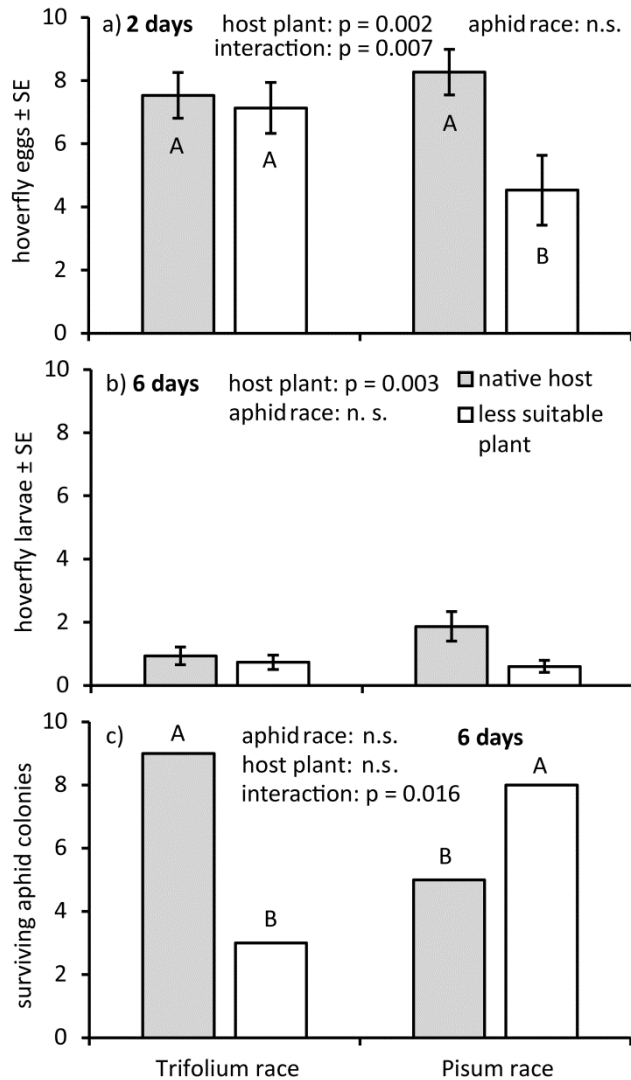 a) 2 days host plant: p = 0.002 aphid race: n.s.
interaction: p = 0.007
hoverfly eggs ± SE
10
8
6
4
2
0
A
A
A
B
b) 6 days host plant: p = 0.003
aphid race: n. s.
native host
less suitable
plant
hoverfly larvae ± SE
10
8
6
4
2
0
c) aphid race: n.s. 6 days
host plant: n.s.
interaction: p = 0.016
surviving aphid colonies
10
8
6
4
2
0
A
B
B
A
Trifolium race Pisum race